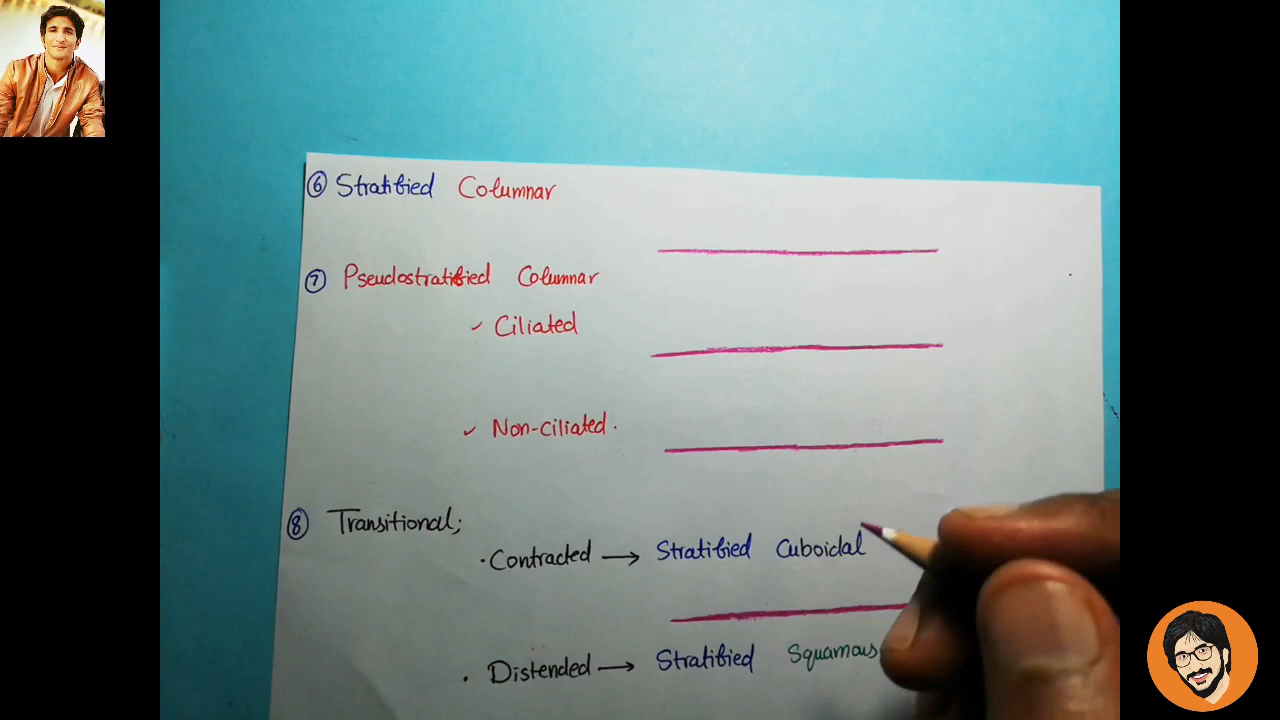 ⑥ Stratified Columnar
⑦ Pseudostratified Columnar
✓ Ciliated
✓ Non-ciliated.
⑧ Transitional;
· Contracted → Stratified Cuboidal
· Distended → Stratified Squamous